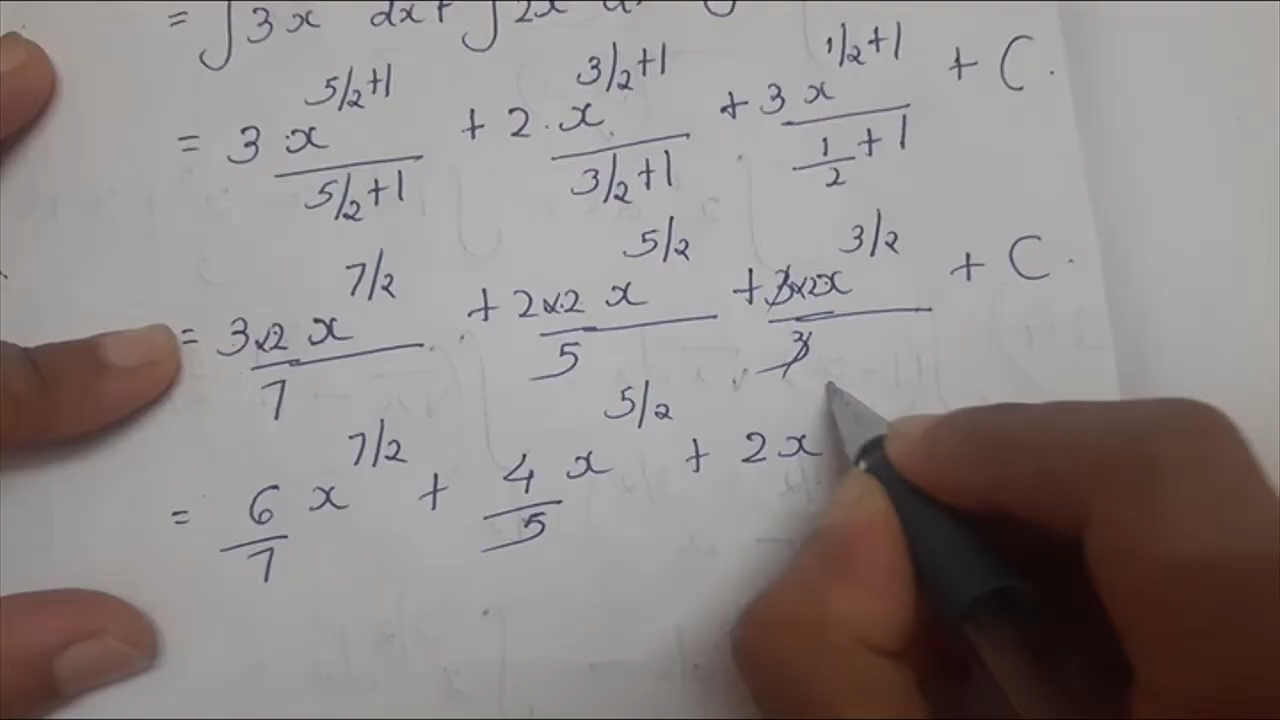 = ∫3x dx + ∫2x
= 3 x^(5/2+1)/(5/2+1) + 2 · x^(3/2+1)/(3/2+1) + 3 x^(1/2+1)/(1/2+1) + C.
= 3×2 x^(7/2)/7 + 2×2 x^(5/2)/5 + 3×2x^(3/2)/3 + C.
= 6/7 x^(7/2) + 4/5 x^(5/2) + 2x